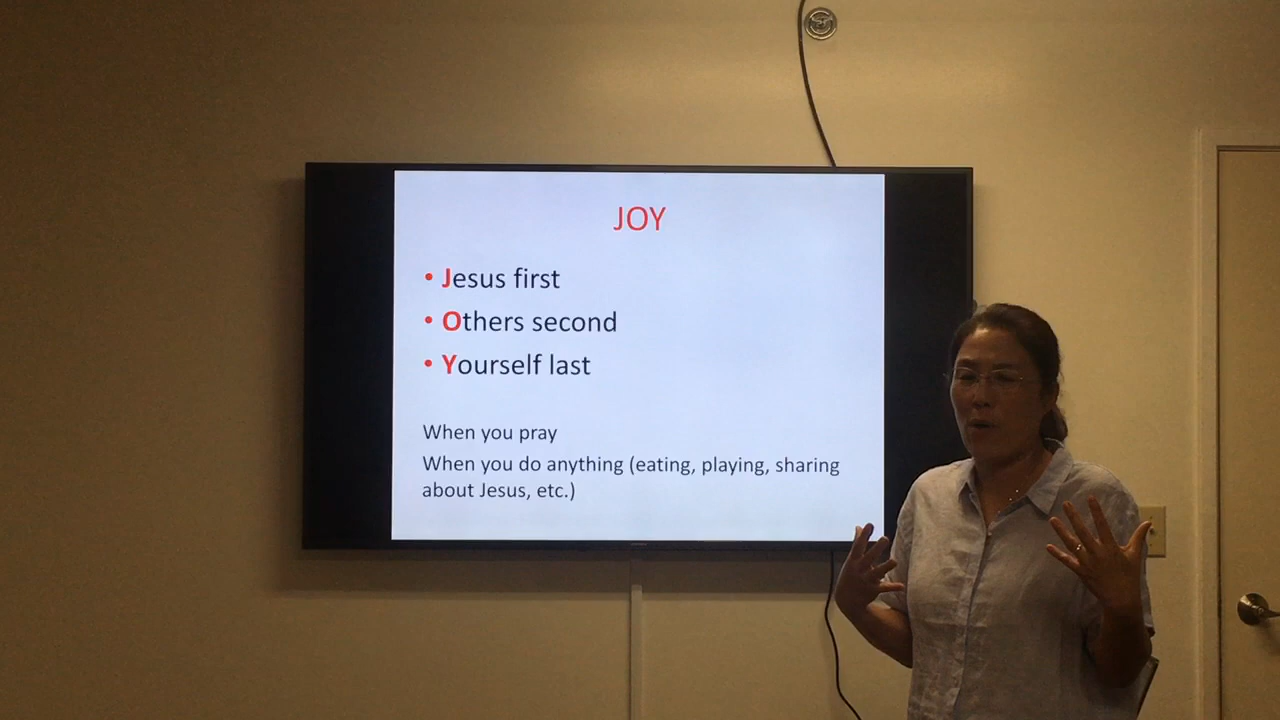 JOY
• Jesus first
• Others second
• Yourself last
When you pray
When you do anything (eating, playing, sharing
about Jesus, etc.)